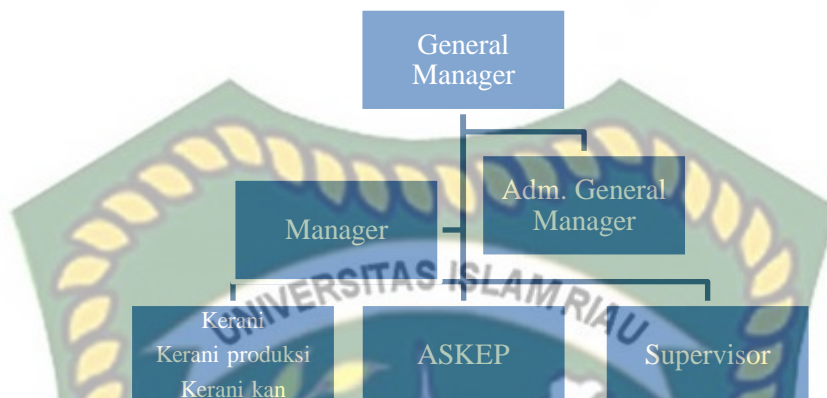 General
Manager
Adm. General
Manager
Manager
UNIVERSITAS ISLAM RIAU
Kerani
Kerani produksi
Kerani kan
ASKEP
Supervisor